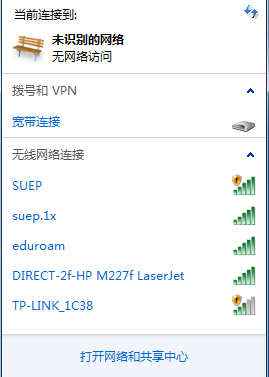 当前连接到:
未识别的网络
无网络访问
拨号和 VPN
宽带连接
无线网络连接
SUEP
suep.1x
eduroam
DIRECT-2f-HP M227f LaserJet
TP-LINK_1C38
打开网络和共享中心